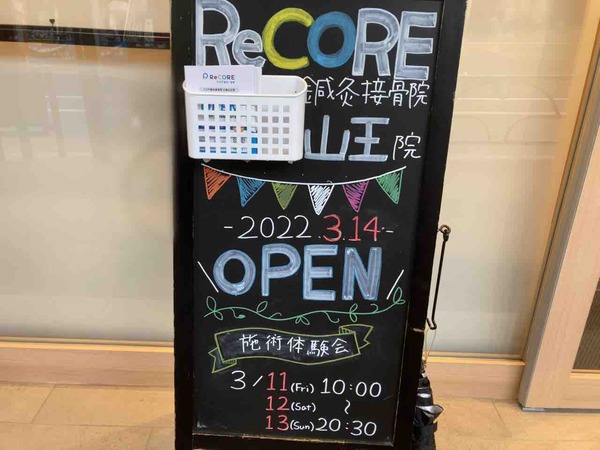 ReCORE
ReCORE
鍼灸接骨院
山王院
-2022.3.14-
OPEN
施術体験会
3/11(Fri) 10:00
12(Sat) 〜
13(Sun) 20:30